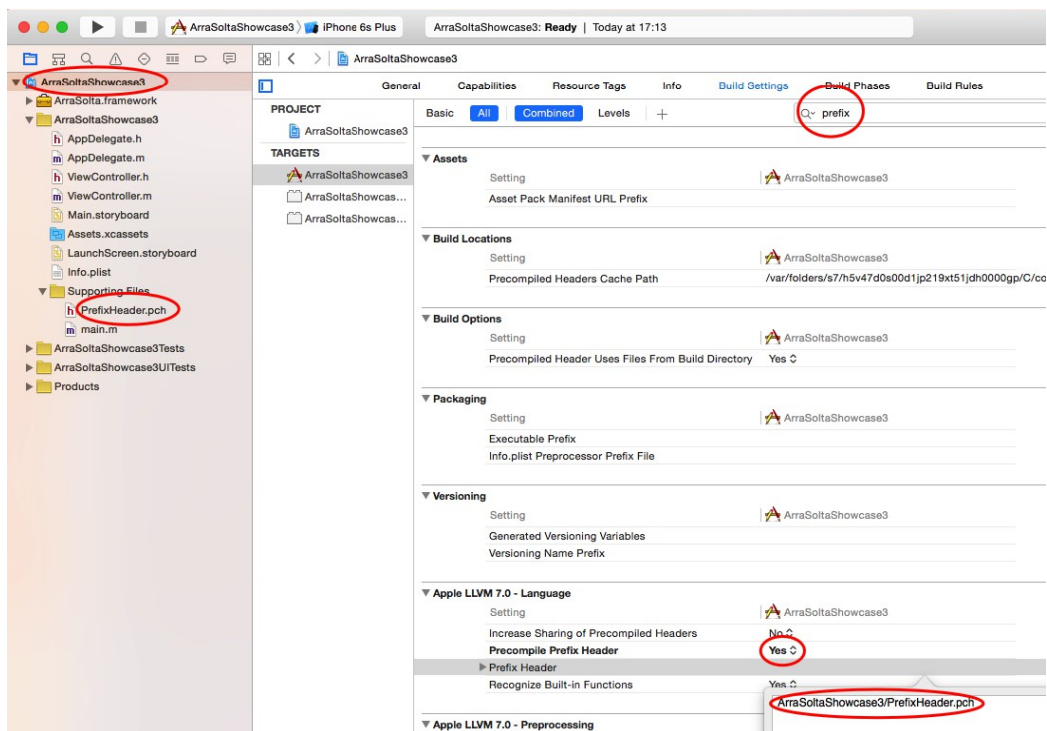 ArraSoltaShowcase3 〉 iPhone 6s Plus
ArraSoltaShowcase3: Ready | Today at 17:13
ArraSoltaShowcase3
ArraSolta.framework
ArraSoltaShowcase3
AppDelegate.h
AppDelegate.m
ViewController.h
ViewController.m
Main.storyboard
Assets.xcassets
LaunchScreen.storyboard
Info.plist
Supporting Files
PrefixHeader.pch
main.m
ArraSoltaShowcase3Tests
ArraSoltaShowcase3UITests
Products
ArraSoltaShowcase3
General Capabilities Resource Tags Info Build Settings Build Phases Build Rules
PROJECT
ArraSoltaShowcase3
TARGETS
ArraSoltaShowcase3
ArraSoltaShowcas...
ArraSoltaShowcas...
Basic All Combined Levels + prefix
Assets
Setting ArraSoltaShowcase3
Asset Pack Manifest URL Prefix
Build Locations
Setting ArraSoltaShowcase3
Precompiled Headers Cache Path /var/folders/s7/h5v47d0s00d1jp219xt51jdh0000gp/C/co
Build Options
Setting ArraSoltaShowcase3
Precompiled Header Uses Files From Build Directory Yes
Packaging
Setting ArraSoltaShowcase3
Executable Prefix
Info.plist Preprocessor Prefix File
Versioning
Setting ArraSoltaShowcase3
Generated Versioning Variables
Versioning Name Prefix
Apple LLVM 7.0 - Language
Setting ArraSoltaShowcase3
Increase Sharing of Precompiled Headers No
Precompile Prefix Header Yes
Prefix Header
Recognize Built-in Functions Yes
ArraSoltaShowcase3/PrefixHeader.pch
Apple LLVM 7.0 - Preprocessing